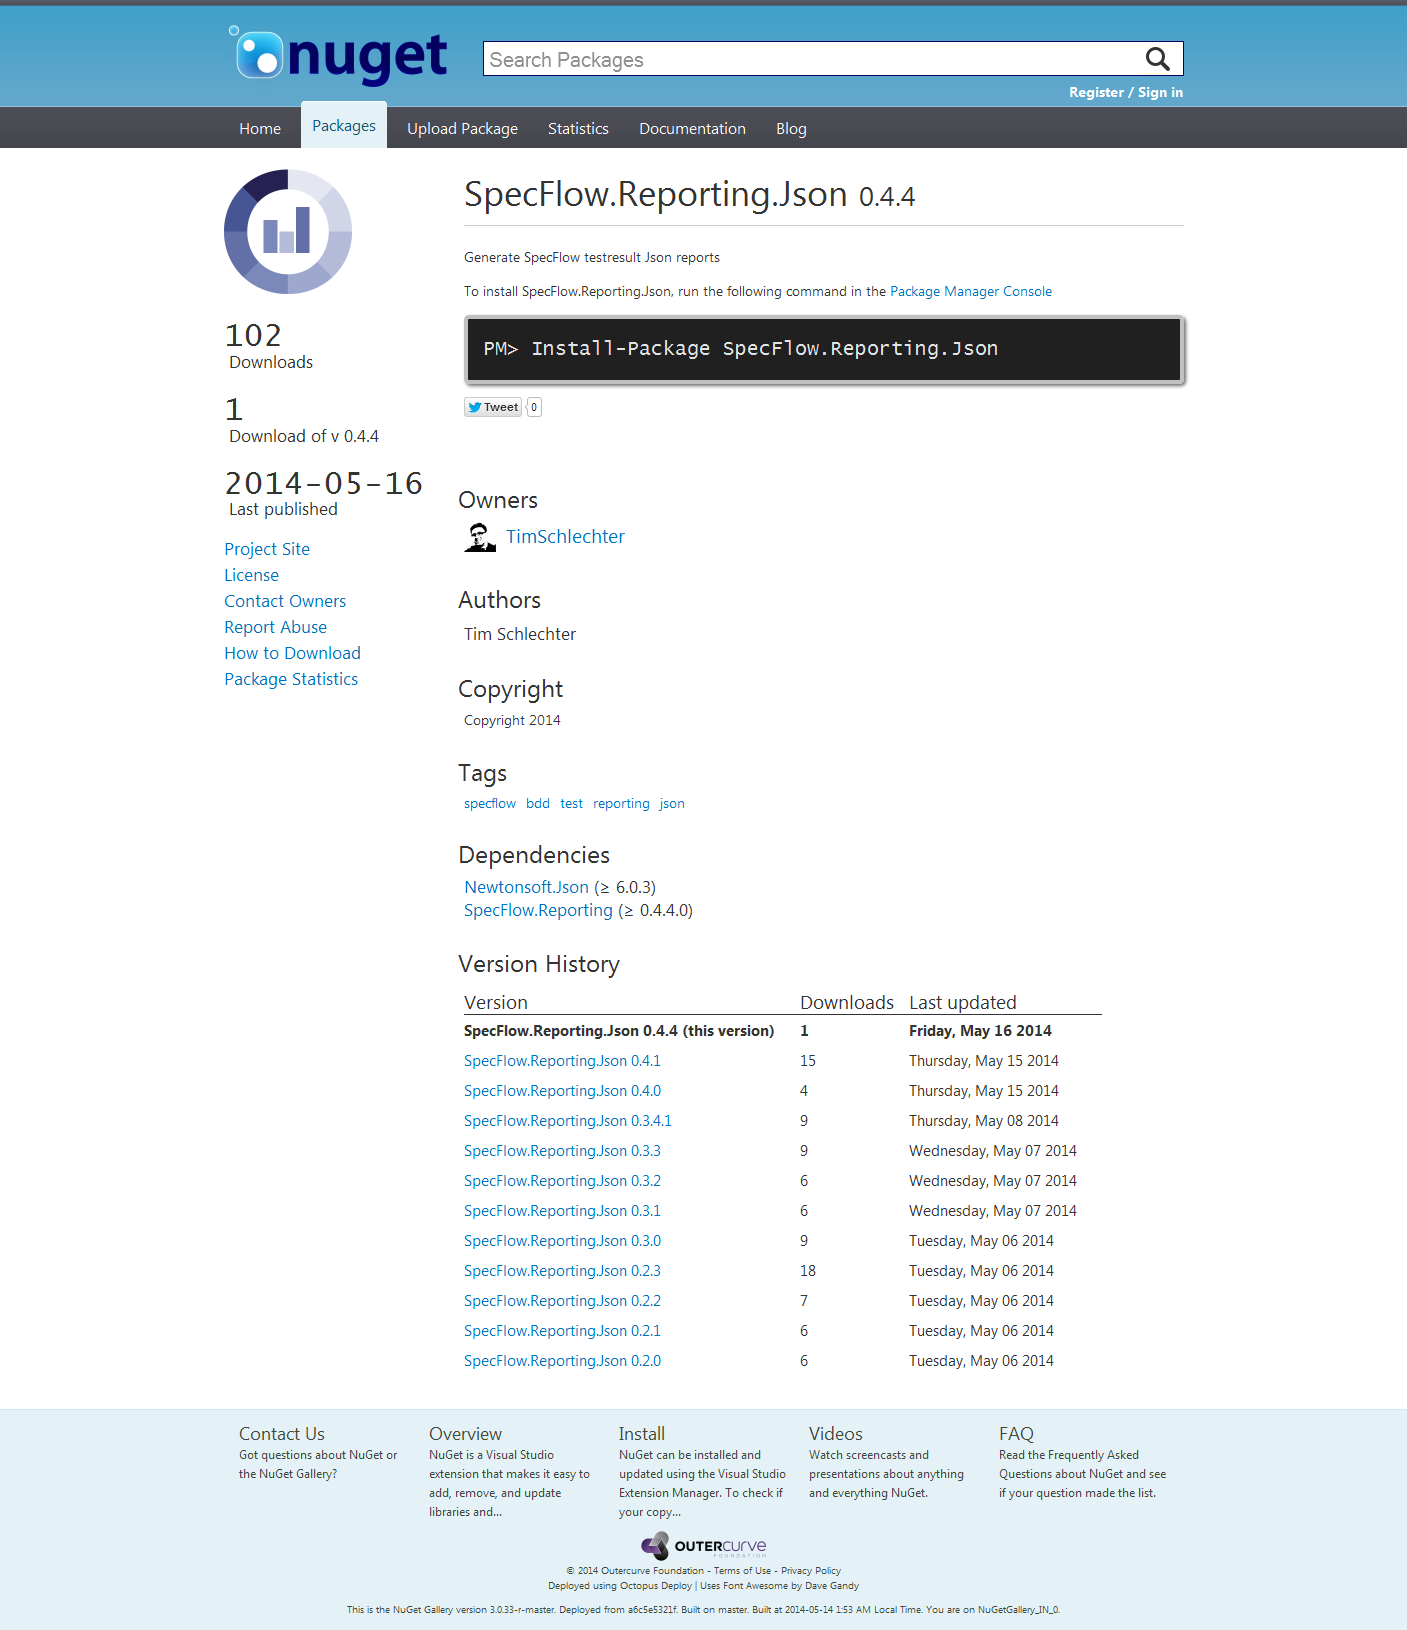 nuget
Search Packages
Register / Sign in
Home Packages Upload Package Statistics Documentation Blog
SpecFlow.Reporting.Json 0.4.4
Generate SpecFlow testresult Json reports
To install SpecFlow.Reporting.Json, run the following command in the Package Manager Console
PM> Install-Package SpecFlow.Reporting.Json
Tweet 0
102
Downloads
1
Download of v 0.4.4
2014-05-16
Last published
Project Site
License
Contact Owners
Report Abuse
How to Download
Package Statistics
Owners
TimSchlechter
Authors
Tim Schlechter
Copyright
Copyright 2014
Tags
specflow bdd test reporting json
Dependencies
Newtonsoft.Json (≥ 6.0.3)
SpecFlow.Reporting (≥ 0.4.4.0)
Version History
Version Downloads Last updated
SpecFlow.Reporting.Json 0.4.4 (this version) 1 Friday, May 16 2014
SpecFlow.Reporting.Json 0.4.1 15 Thursday, May 15 2014
SpecFlow.Reporting.Json 0.4.0 4 Thursday, May 15 2014
SpecFlow.Reporting.Json 0.3.4.1 9 Thursday, May 08 2014
SpecFlow.Reporting.Json 0.3.3 9 Wednesday, May 07 2014
SpecFlow.Reporting.Json 0.3.2 6 Wednesday, May 07 2014
SpecFlow.Reporting.Json 0.3.1 6 Wednesday, May 07 2014
SpecFlow.Reporting.Json 0.3.0 9 Tuesday, May 06 2014
SpecFlow.Reporting.Json 0.2.3 18 Tuesday, May 06 2014
SpecFlow.Reporting.Json 0.2.2 7 Tuesday, May 06 2014
SpecFlow.Reporting.Json 0.2.1 6 Tuesday, May 06 2014
SpecFlow.Reporting.Json 0.2.0 6 Tuesday, May 06 2014
Contact Us
Got questions about NuGet or
the NuGet Gallery?
Overview
NuGet is a Visual Studio
extension that makes it easy to
add, remove, and update
libraries and...
Install
NuGet can be installed and
updated using the Visual Studio
Extension Manager. To check if
your copy...
Videos
Watch screencasts and
presentations about anything
and everything NuGet.
FAQ
Read the Frequently Asked
Questions about NuGet and see
if your question made the list.
OUTERCURVE
FOUNDATION
© 2014 Outercurve Foundation - Terms of Use - Privacy Policy
Deployed using Octopus Deploy | Uses Font Awesome by Dave Gandy
This is the NuGet Gallery version 3.0.33-r-master. Deployed from a6c5e5321f. Built on master. Built at 2014-05-14 1:53 AM Local Time. You are on NuGetGallery_IN_0.